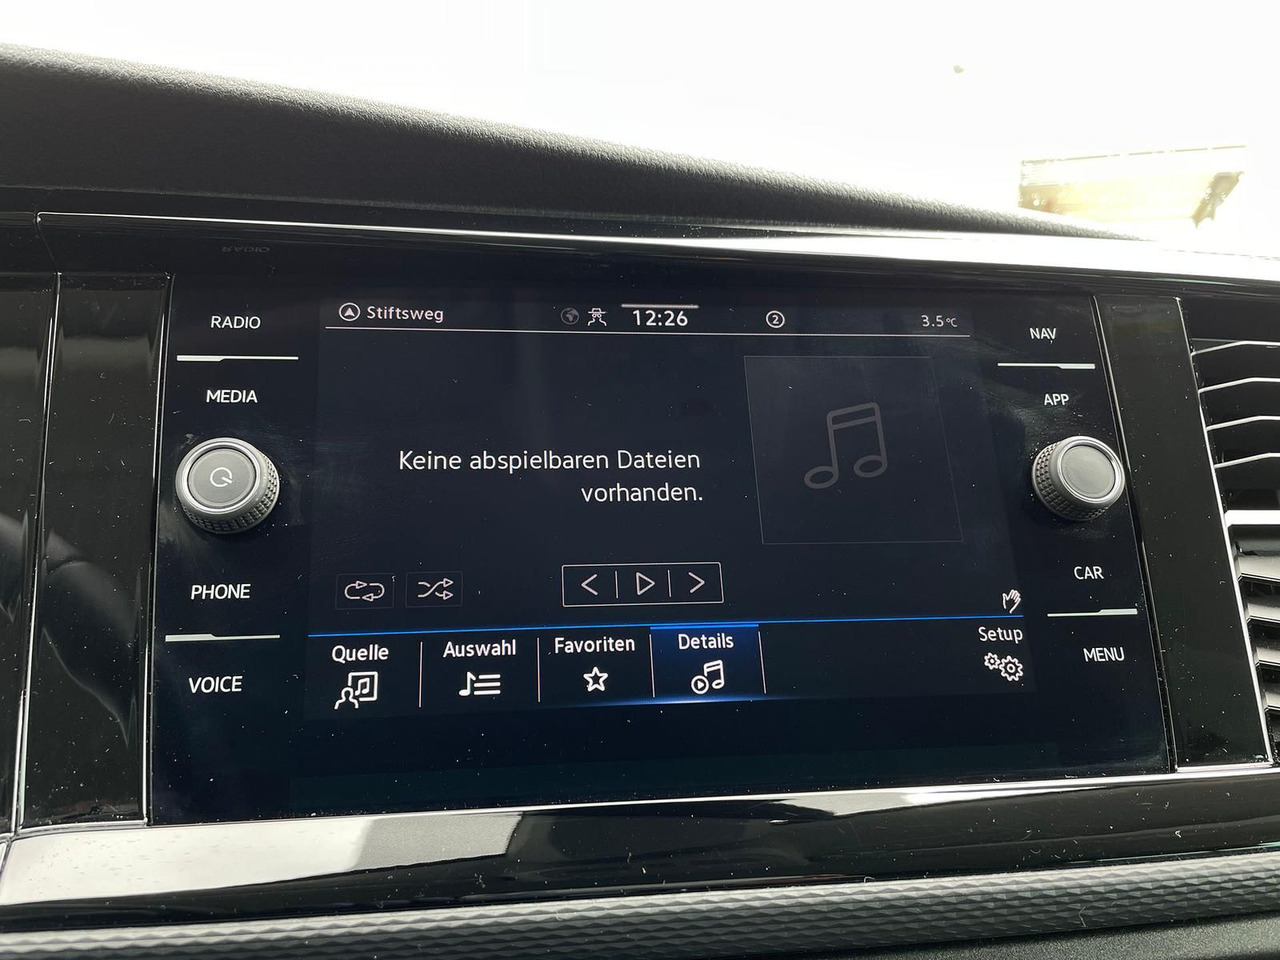 RADIO
MEDIA
PHONE
VOICE
Stiftsweg
12:26
2
3.5°C
Keine abspielbaren Dateien
vorhanden.
Quelle
Auswahl
Favoriten
Details
Setup
NAV
APP
CAR
MENU